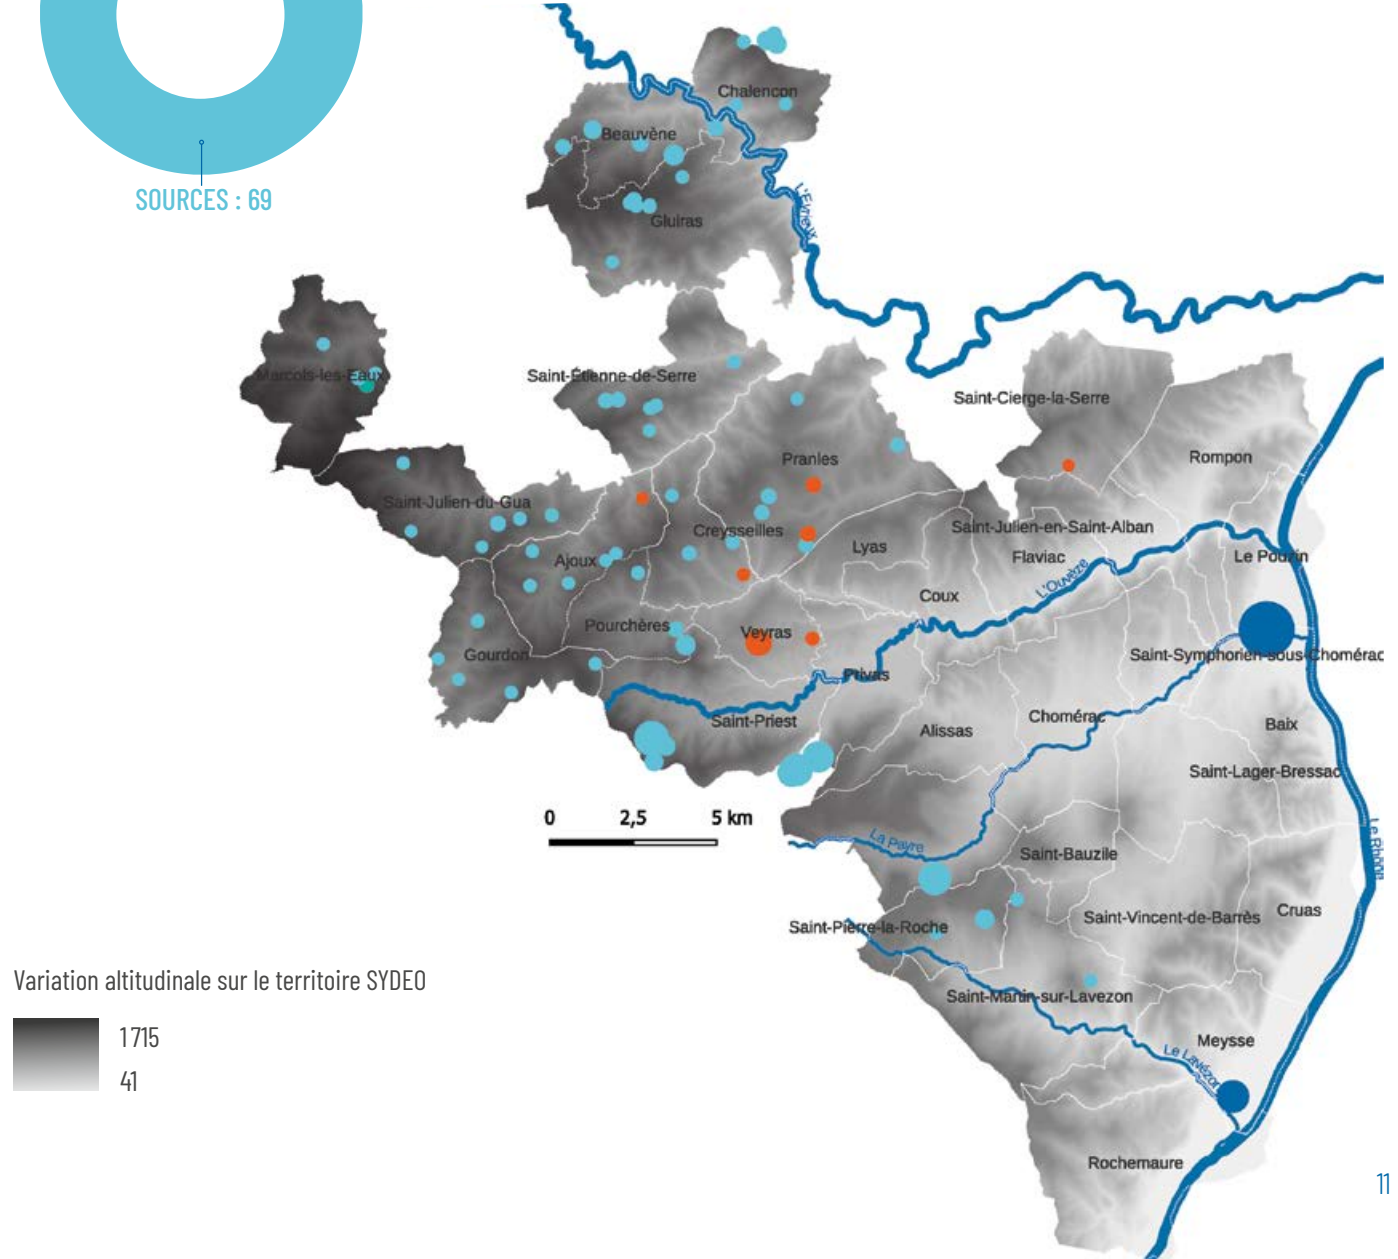 SOURCES : 69
Chalencon
Beauvène
L'Eyrieux
Gluiras
Marcols-les-Eaux
Saint-Étienne-de-Serre
Saint-Cierge-la-Serre
Pranles
Rompon
Saint-Julien-du-Gua
Creysseilles
Saint-Julien-en-Saint-Alban
Lyas
Flaviac
Le Pouzin
Ajoux
L'Ouvèze
Coux
Pourchères
Veyras
Gourdon
Saint-Symphorien-sous-Chomérac
Privas
Saint-Priest
Chomérac
Baix
Alissas
Saint-Lager-Bressac
0 2,5 5 km
La Payre
Le Rhône
Saint-Bauzile
Saint-Pierre-la-Roche
Saint-Vincent-de-Barrès
Cruas
Variation altitudinale sur le territoire SYDEO
Saint-Martin-sur-Lavezon
1 715
Meysse
Le Lavézon
41
Rochemaure
11